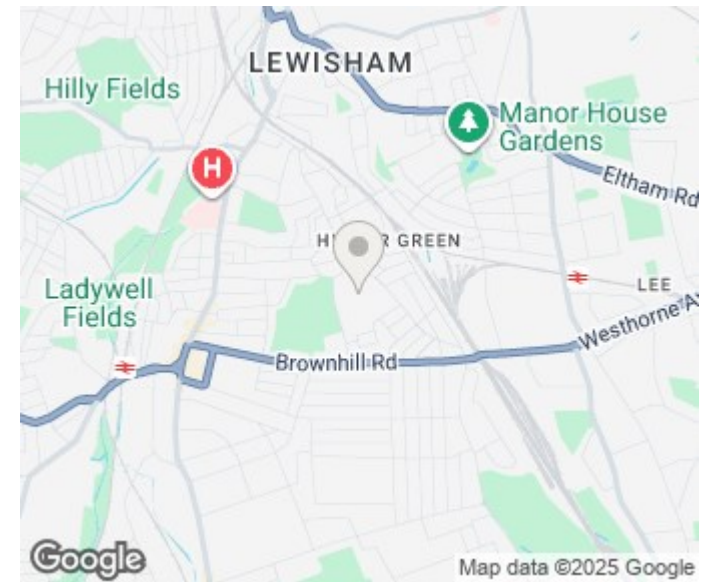 LEWISHAM
Hilly Fields
Manor House
Gardens
H
Eltham Rd
GREEN
LEE
Ladywell
Fields
Westhorne
Brownhill Rd
Google
Map data ©2025 Google